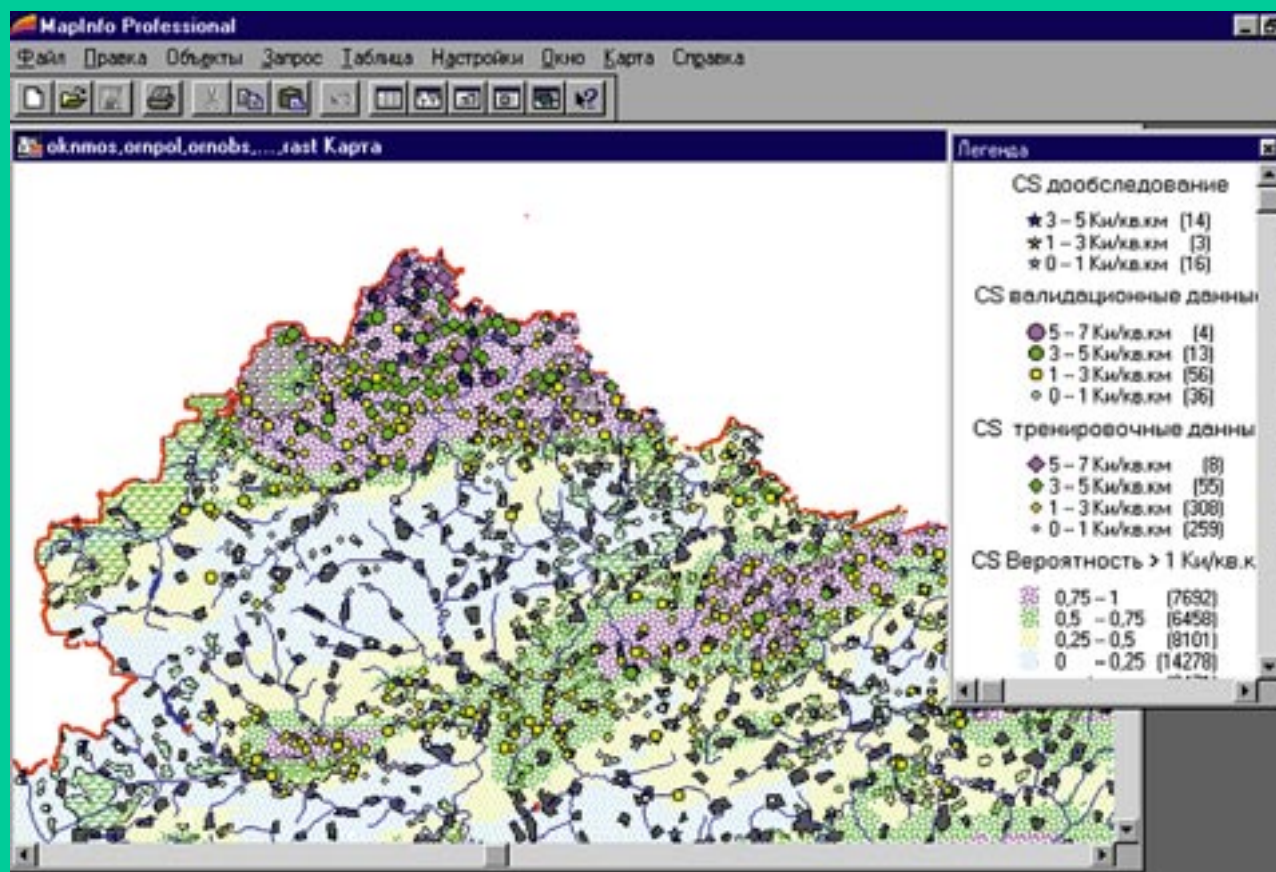 MapInfo Professional
Файл Правка Объекты Запрос Таблица Настройки Окно Карта Справка
oknmos,ornpol,ornobs,...,rast Карта
Легенда
CS дообследование
3 – 5 Ки/кв.км (14)
1 – 3 Ки/кв.км (3)
0 – 1 Ки/кв.км (16)
CS валидационные данные
5 – 7 Ки/кв.км (4)
3 – 5 Ки/кв.км (13)
1 – 3 Ки/кв.км (56)
0 – 1 Ки/кв.км (36)
CS тренировочные данны
5 – 7 Ки/кв.км (8)
3 – 5 Ки/кв.км (55)
1 – 3 Ки/кв.км (308)
0 – 1 Ки/кв.км (259)
CS Вероятность > 1 Ки/кв.к
0,75 – 1 (7692)
0,5 – 0,75 (6458)
0,25 – 0,5 (8101)
0 – 0,25 (14278)